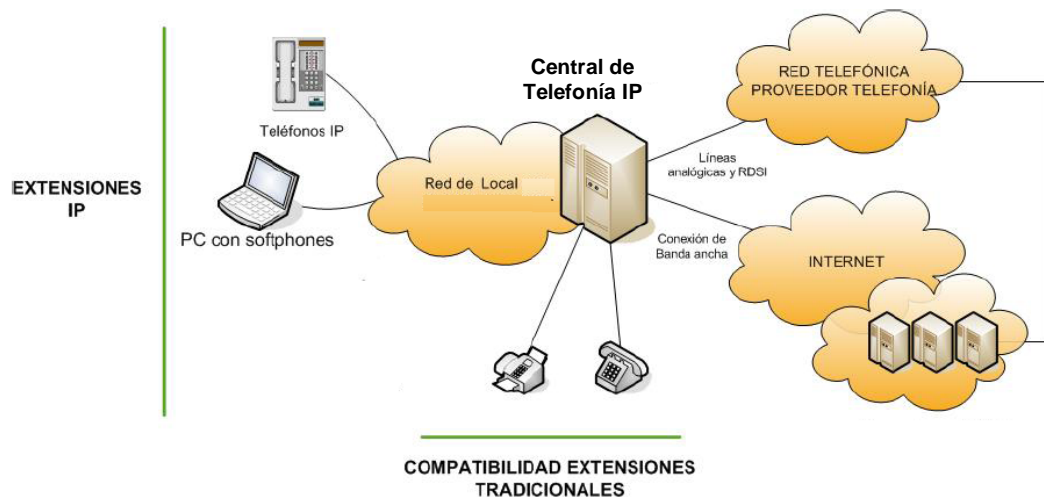 Central de
Telefonía IP
RED TELEFÓNICA
PROVEEDOR TELEFONÍA
Teléfonos IP
Líneas
analógicas y RDSI
EXTENSIONES
IP
Red de Local
PC con softphones
Conexión de
Banda ancha
INTERNET
COMPATIBILIDAD EXTENSIONES
TRADICIONALES